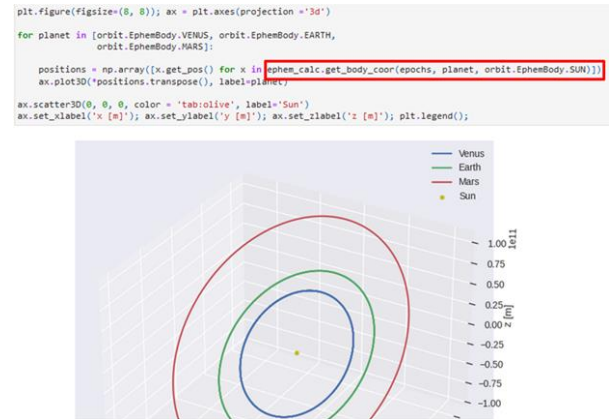 plt.figure(figsize=(8, 8)); ax = plt.axes(projection ='3d')
for planet in [orbit.EphemBody.VENUS, orbit.EphemBody.EARTH,
orbit.EphemBody.MARS]:
positions = np.array([x.get_pos() for x in ephem_calc.get_body_coor(epochs, planet, orbit.EphemBody.SUN)])
ax.plot3D(*positions.transpose(), label=planet)
ax.scatter3D(0, 0, 0, color = 'tab:olive', label='Sun')
ax.set_xlabel('x [m]'); ax.set_ylabel('y [m]'); ax.set_zlabel('z [m]'); plt.legend();
Venus
Earth
Mars
Sun
1e11
1.00
0.75
0.50
0.25
0.00
z [m]
−0.25
−0.50
−0.75
−1.00